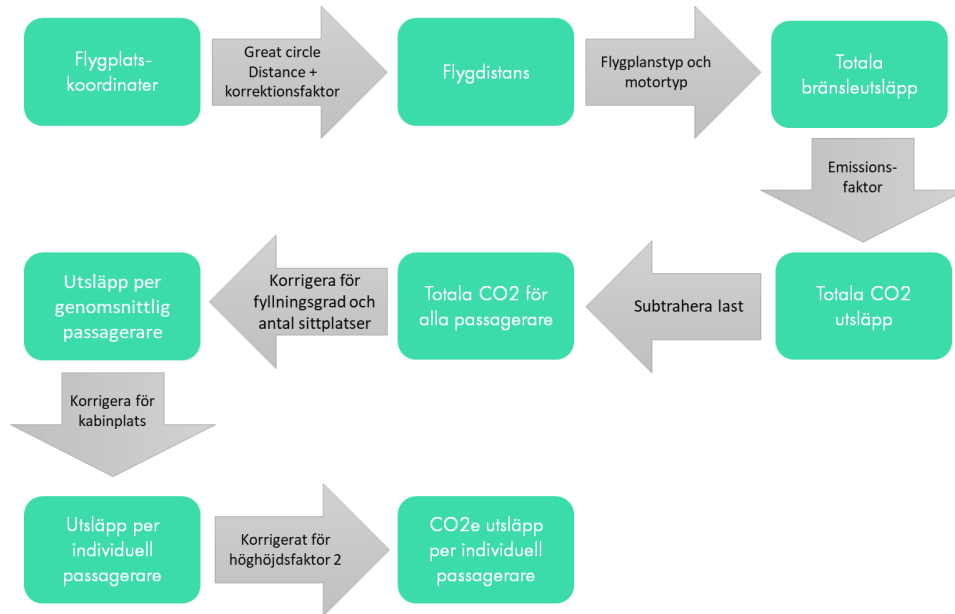 Flygplats-
koordinater
Great circle
Distance +
korrektionsfaktor
Flygdistans
Flygplanstyp och
motortyp
Totala
bränsleutsläpp
Emissions-
faktor
Totala CO2
utsläpp
Subtrahera last
Totala CO2 för
alla passagerare
Korrigera för
fyllningsgrad och
antal sittplatser
Utsläpp per
genomsnittlig
passagerare
Korrigera för
kabinplats
Utsläpp per
individuell
passagerare
Korrigerat för
höghöjdsfaktor 2
CO2e utsläpp
per individuell
passagerare